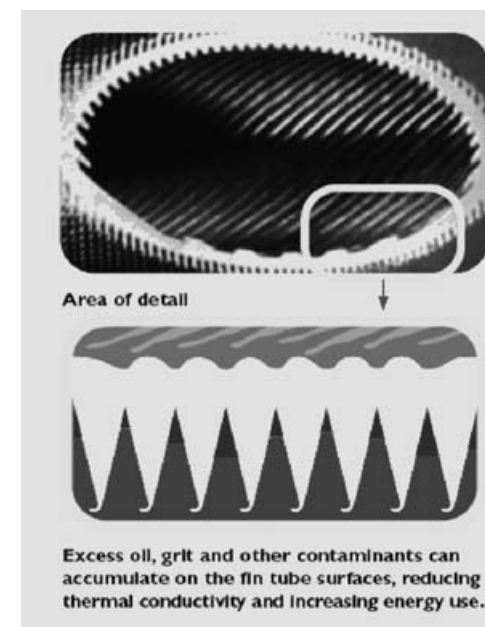 Area of detail
Excess oil, grit and other contaminants can
accumulate on the fin tube surfaces, reducing
thermal conductivity and increasing energy use.